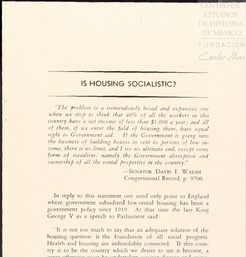 CENTRO DE
ESTUDIOS
DE HISTORIA
DE MEXICO
FUNDACION
Carlos Slim
IS HOUSING SOCIALISTIC?
"The problem is a tremendously broad and expansive one
when we stop to think that 40% of all the workers in this
country have a net income of less than $1,000 a year; and all
of them, if we enter the field of housing them, have equal
right to Government aid. If the Government is going into
the business of building houses to rent to persons of low in-
come, there is no limit, and I see no ultimate end, except some
form of socialism; namely the Government absorption and
ownership of all the rental properties in the country."
—SENATOR DAVID I. WALSH
Congressional Record, p. 9706
In reply to this statement one need only point to England
where government subsidized low-rental housing has been a
government policy since 1919. At that time the late King
George V in a speech to Parliament said:
It is not too much to say that an adequate solution of the
housing question is the foundation of all social progress.
Health and housing are indissolubly connected. If this coun-
try is to be the country which we desire to see it become, a